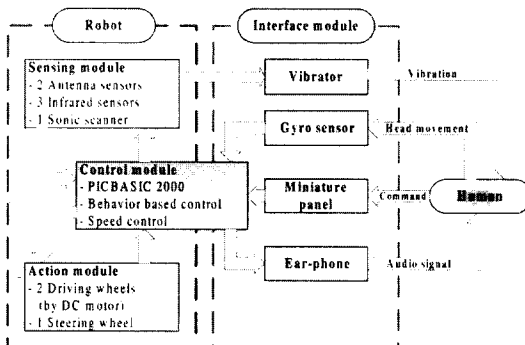 Robot
Interface module
Sensing module
- 2 Antenna sensors
- 3 Infrared sensors
- 1 Sonic scanner
Vibrator
Vibration
Gyro sensor
Head movement
Control module
- PICBASIC 2000
- Behavior based control
- Speed control
Miniature
panel
Command
Human
Ear-phone
Audio signal
Action module
- 2 Driving wheels
(by DC motor)
- 1 Steering wheel